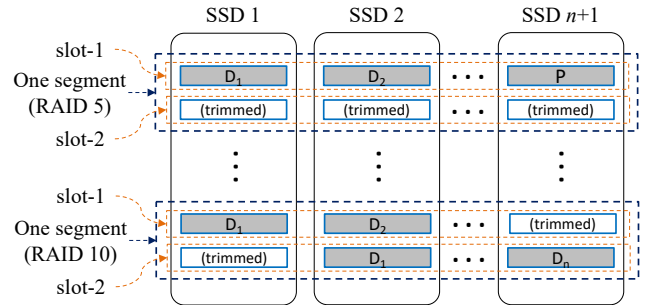 SSD 1 SSD 2 SSD n+1
slot-1
D₁ D₂ ••• P
One segment
(RAID 5)
(trimmed) (trimmed) ••• (trimmed)
slot-2
slot-1
D₁ D₂ ••• (trimmed)
One segment
(RAID 10)
(trimmed) D₁ ••• Dₙ
slot-2